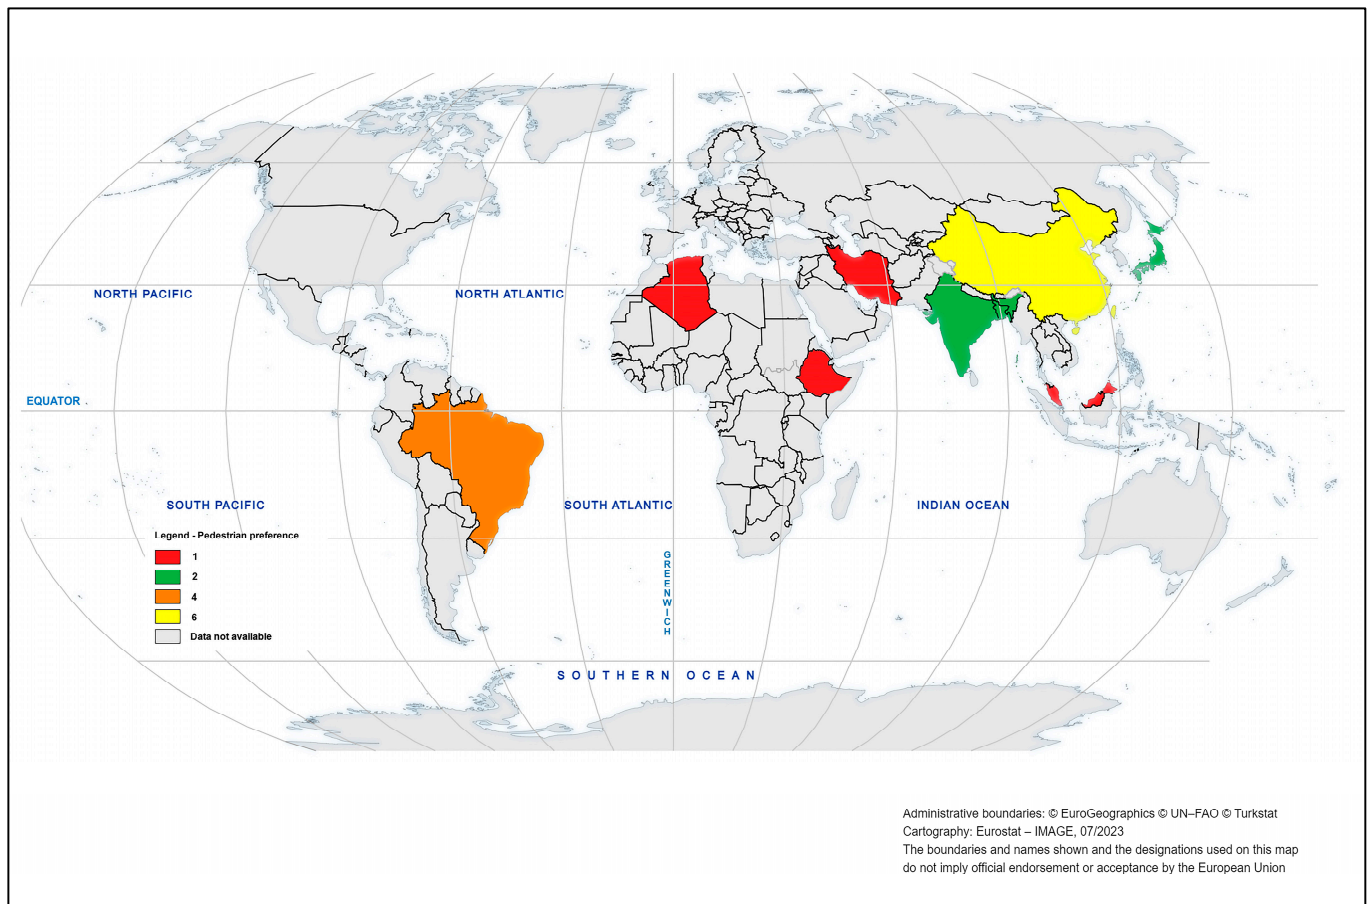 NORTH PACIFIC
NORTH ATLANTIC
EQUATOR
SOUTH PACIFIC
SOUTH ATLANTIC
INDIAN OCEAN
Legend - Pedestrian preference
1
2
4
6
Data not available
GREENWICH
SOUTHERN OCEAN
Administrative boundaries: © EuroGeographics © UN–FAO © Turkstat
Cartography: Eurostat – IMAGE, 07/2023
The boundaries and names shown and the designations used on this map
do not imply official endorsement or acceptance by the European Union